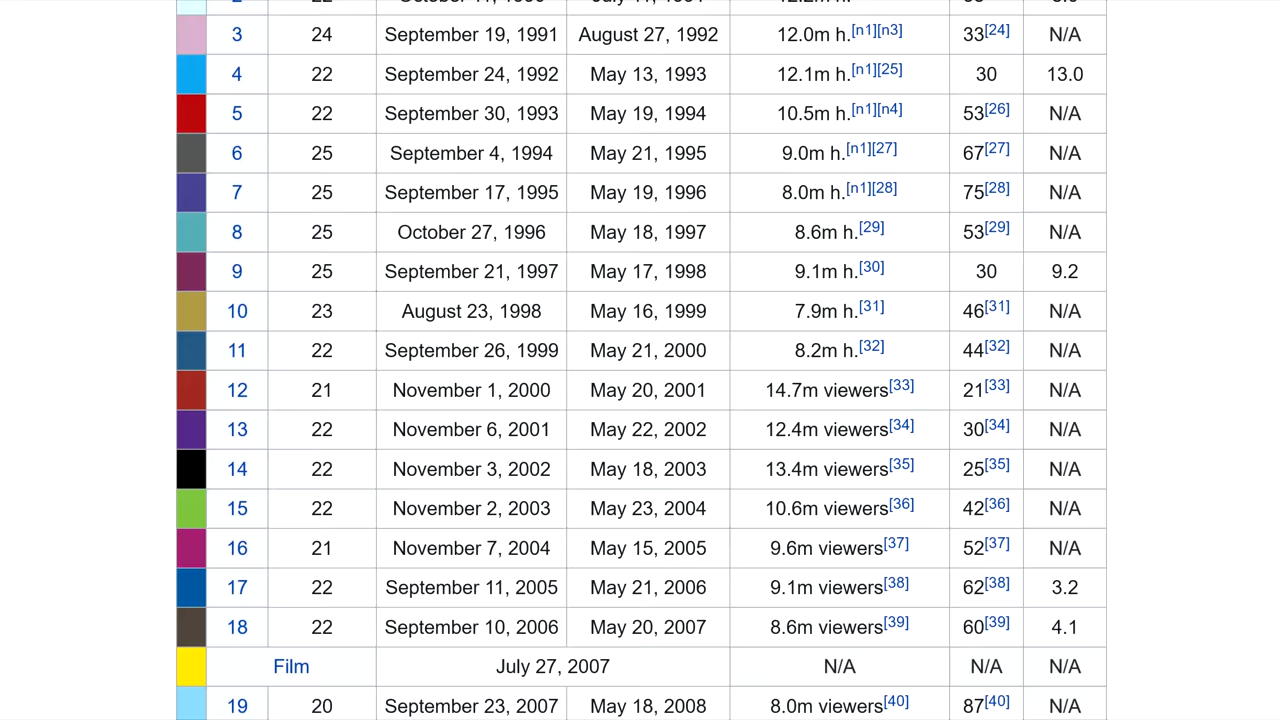 3 24 September 19, 1991 August 27, 1992 12.0m h.[n1][n3] 33[24] N/A
4 22 September 24, 1992 May 13, 1993 12.1m h.[n1][25] 30 13.0
5 22 September 30, 1993 May 19, 1994 10.5m h.[n1][n4] 53[26] N/A
6 25 September 4, 1994 May 21, 1995 9.0m h.[n1][27] 67[27] N/A
7 25 September 17, 1995 May 19, 1996 8.0m h.[n1][28] 75[28] N/A
8 25 October 27, 1996 May 18, 1997 8.6m h.[29] 53[29] N/A
9 25 September 21, 1997 May 17, 1998 9.1m h.[30] 30 9.2
10 23 August 23, 1998 May 16, 1999 7.9m h.[31] 46[31] N/A
11 22 September 26, 1999 May 21, 2000 8.2m h.[32] 44[32] N/A
12 21 November 1, 2000 May 20, 2001 14.7m viewers[33] 21[33] N/A
13 22 November 6, 2001 May 22, 2002 12.4m viewers[34] 30[34] N/A
14 22 November 3, 2002 May 18, 2003 13.4m viewers[35] 25[35] N/A
15 22 November 2, 2003 May 23, 2004 10.6m viewers[36] 42[36] N/A
16 21 November 7, 2004 May 15, 2005 9.6m viewers[37] 52[37] N/A
17 22 September 11, 2005 May 21, 2006 9.1m viewers[38] 62[38] 3.2
18 22 September 10, 2006 May 20, 2007 8.6m viewers[39] 60[39] 4.1
Film July 27, 2007 N/A N/A N/A
19 20 September 23, 2007 May 18, 2008 8.0m viewers[40] 87[40] N/A